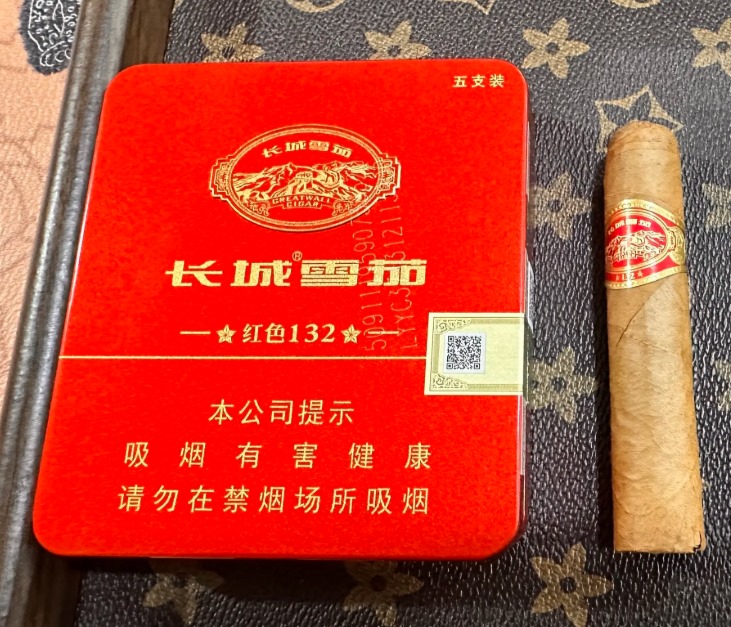 五支装
长城雪茄
GREATWALL
CIGAR
长城®雪茄
红色132
本公司提示
吸烟有害健康
请勿在禁烟场所吸烟
132